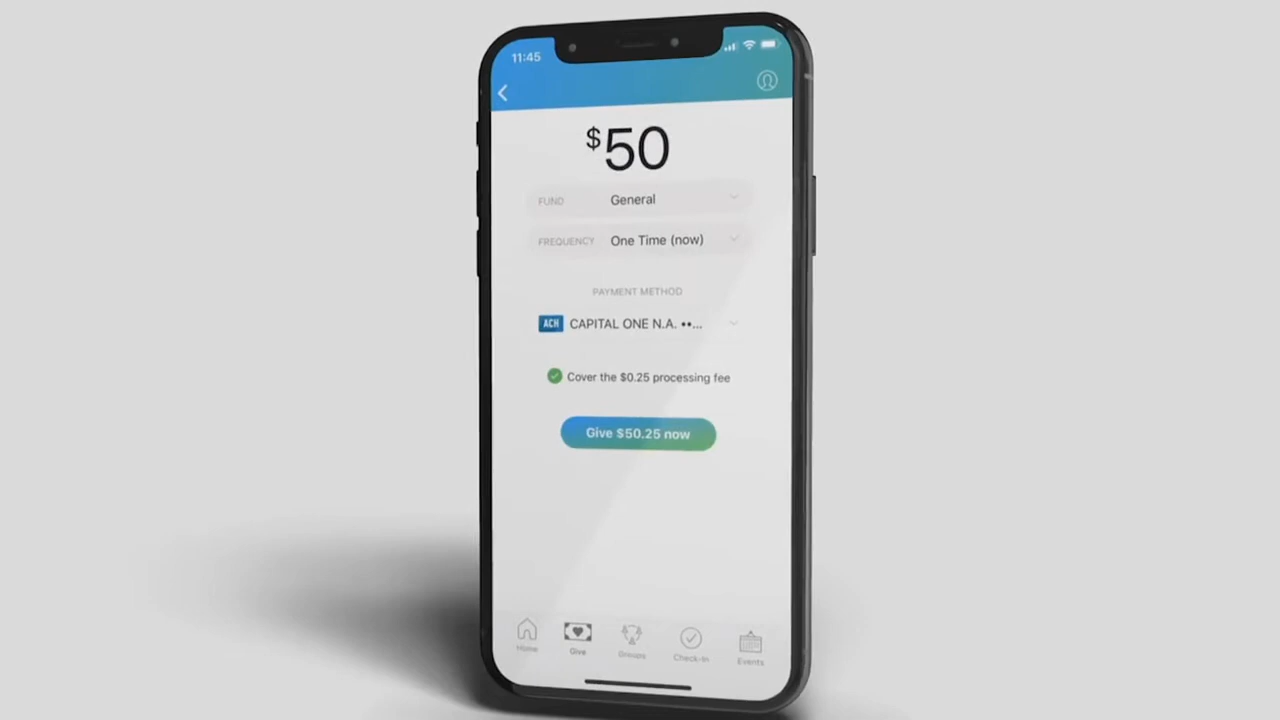 11:45
$50
FUND General
FREQUENCY One Time (now)
PAYMENT METHOD
ACH CAPITAL ONE N.A. ••...
Cover the $0.25 processing fee
Give $50.25 now
Home Give Groups Check-In Events